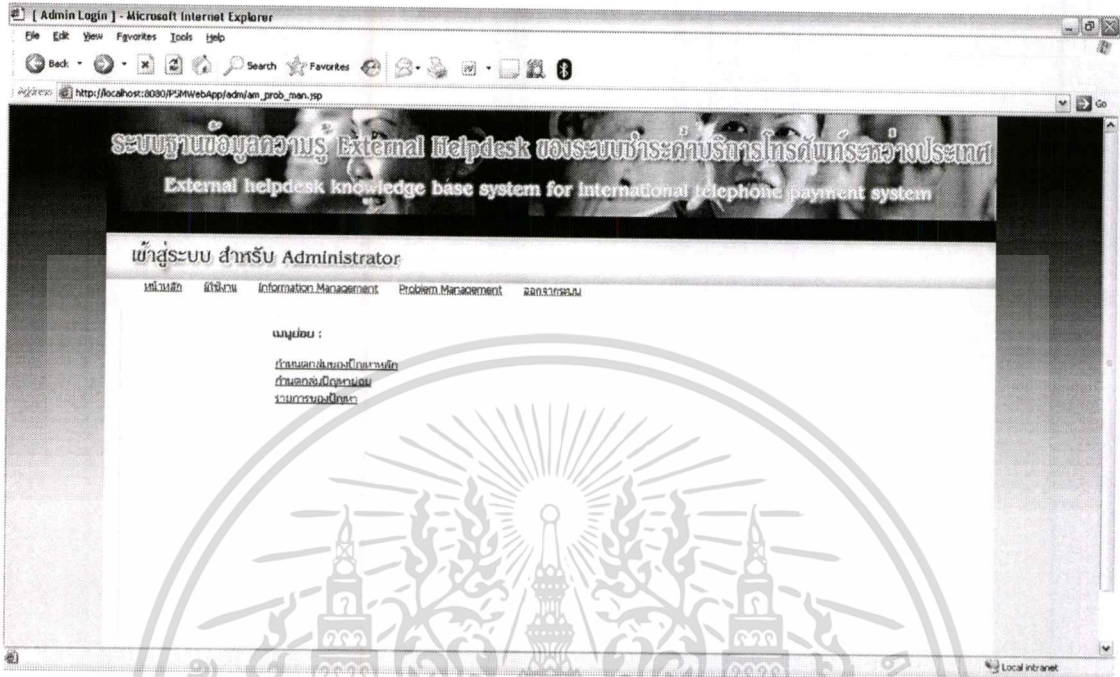 [ Admin Login ] - Microsoft Internet Explorer
File Edit View Favorites Tools Help
Back Search Favorites
Address http://localhost:8080/PSMWebApp/adm/am_prob_man.jsp Go
ระบบฐานข้อมูลความรู้ External Helpdesk ของระบบชำระค่าบริการโทรศัพท์ระหว่างประเทศ
External helpdesk knowledge base system for international telephone payment system
เข้าสู่ระบบ สำหรับ Administrator
หน้าหลัก ผู้ใช้งาน Information Management Problem Management ออกจากระบบ
เมนูย่อย :
กำหนดกลุ่มของปัญหาหลัก
กำหนดกลุ่มปัญหาย่อย
รายการของปัญหา
Local intranet